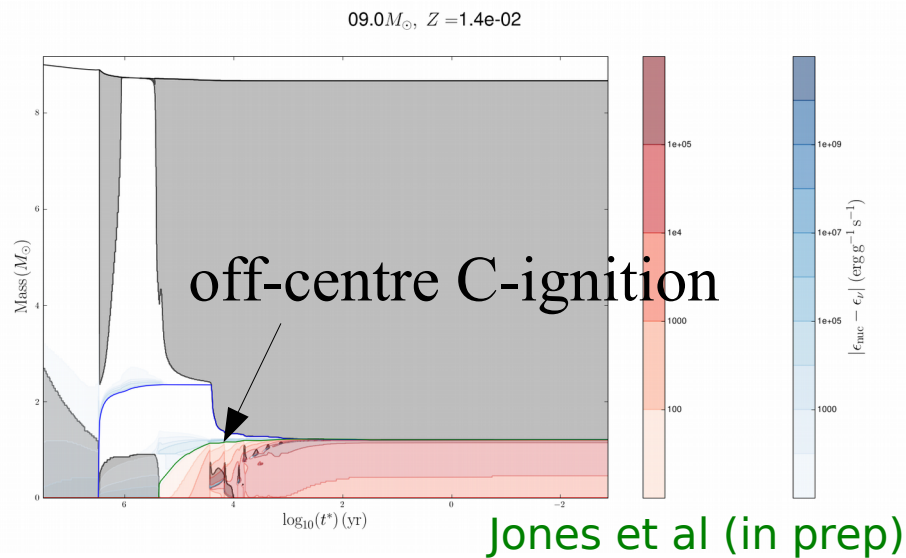 09.0M⊙, Z =1.4e-02
8
6
4
2
0
Mass (M⊙)
6
4
2
0
−2
log10(t*) (yr)
off-centre C-ignition
1e+05
1e4
1000
100
1e+09
1e+07
1e+05
1000
|ϵnuc − ϵν| (erg g−1 s−1)
Jones et al (in prep)